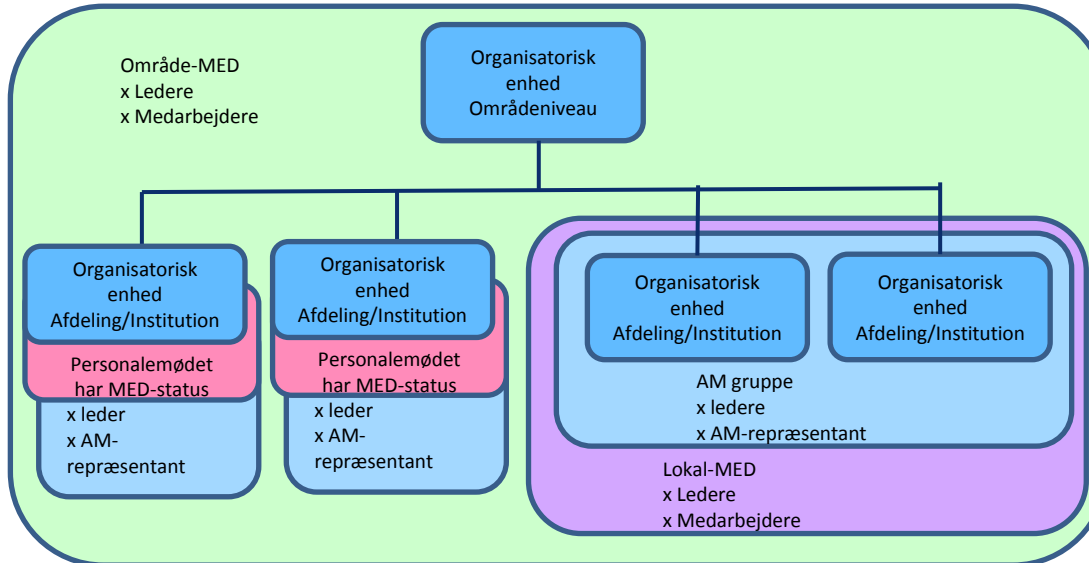 Område-MED
x Ledere
x Medarbejdere
Organisatorisk
enhed
Områdeniveau
Organisatorisk
enhed
Afdeling/Institution
Personalemødet
har MED-status
x leder
x AM-
repræsentant
Organisatorisk
enhed
Afdeling/Institution
Personalemødet
har MED-status
x leder
x AM-
repræsentant
Organisatorisk
enhed
Afdeling/Institution
Organisatorisk
enhed
Afdeling/Institution
AM gruppe
x ledere
x AM-repræsentant
Lokal-MED
x Ledere
x Medarbejdere